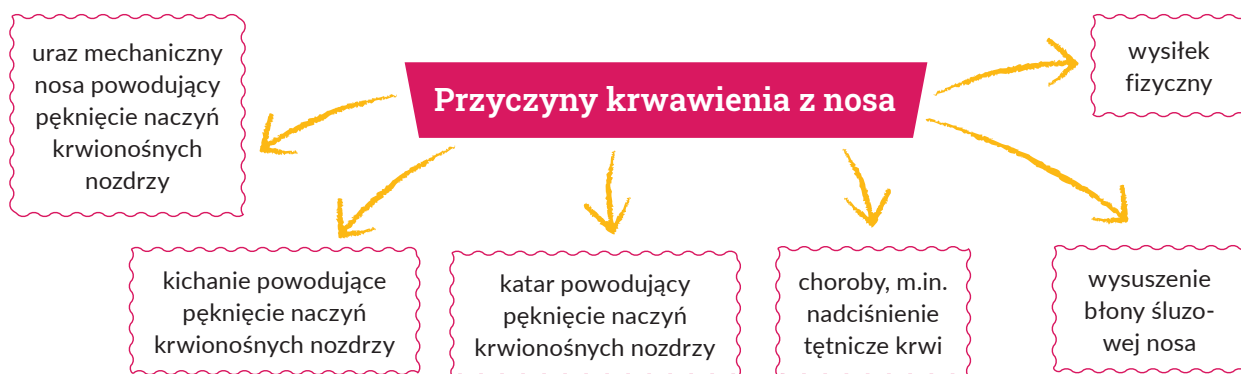 Przyczyny krwawienia z nosa
uraz mechaniczny
nosa powodujący
pęknięcie naczyń
krwionośnych
nozdrzy
kichanie powodujące
pęknięcie naczyń
krwionośnych nozdrzy
katar powodujący
pęknięcie naczyń
krwionośnych nozdrzy
choroby, m.in.
nadciśnienie
tętnicze krwi
wysuszenie
błony śluzo-
wej nosa
wysiłek
fizyczny